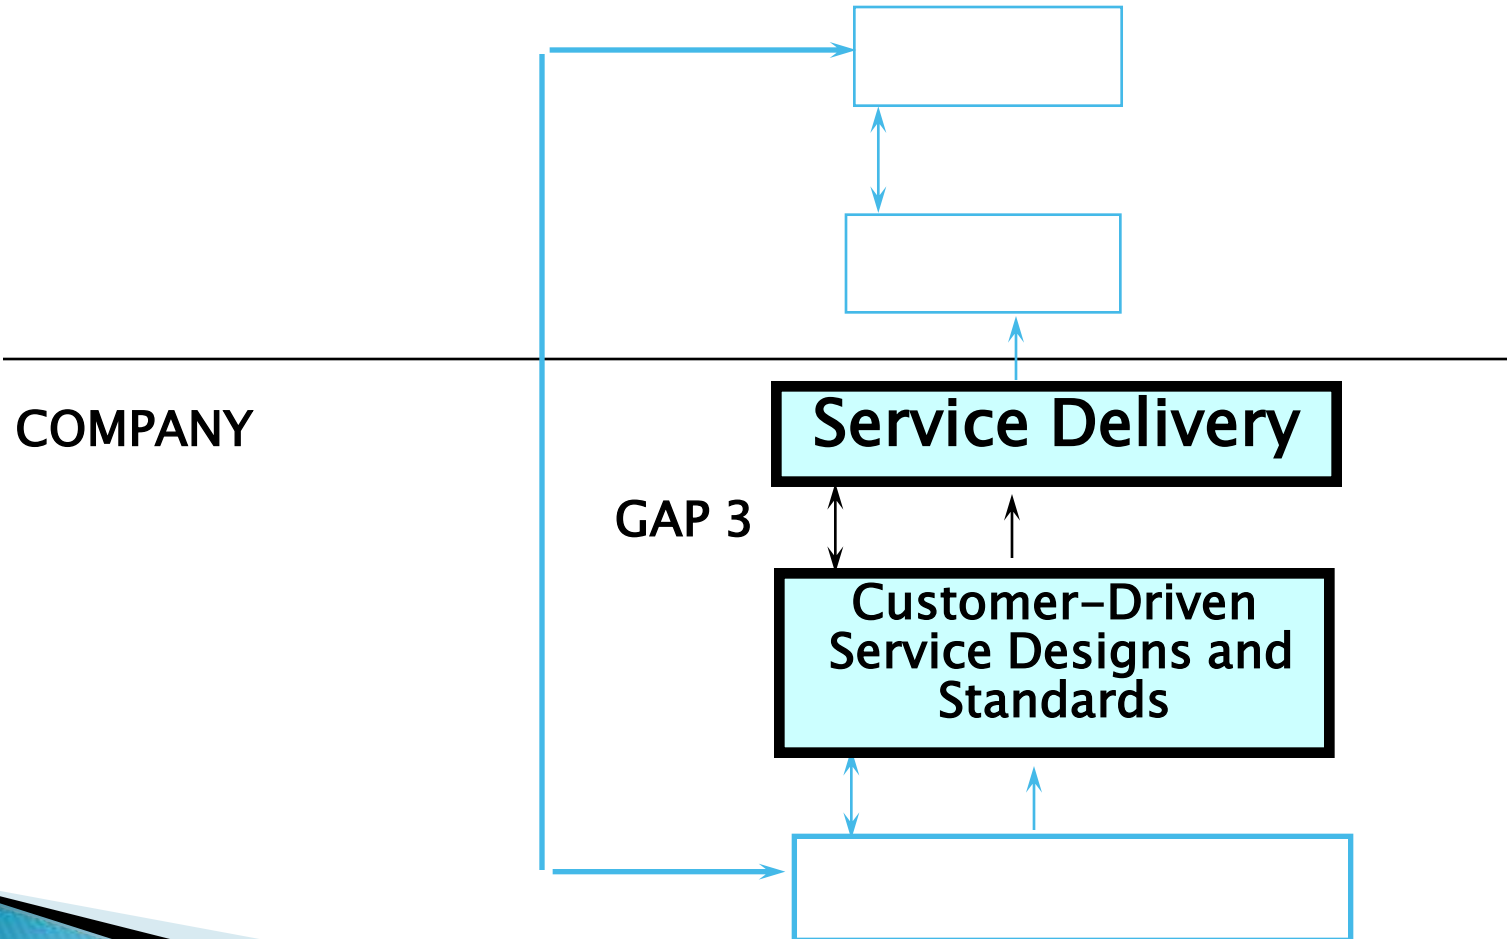 COMPANY
Service Delivery
GAP 3
Customer–Driven
Service Designs and
Standards